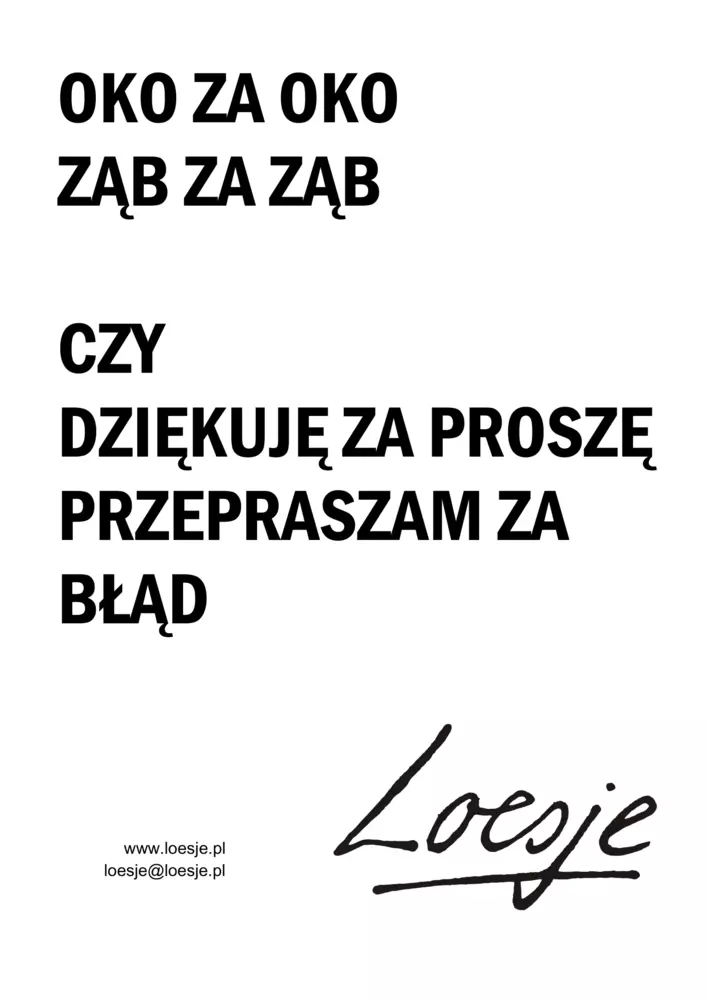 OKO ZA OKO
ZĄB ZA ZĄB
CZY
DZIĘKUJĘ ZA PROSZĘ
PRZEPRASZAM ZA
BŁĄD
Loesje
www.loesje.pl
loesje@loesje.pl